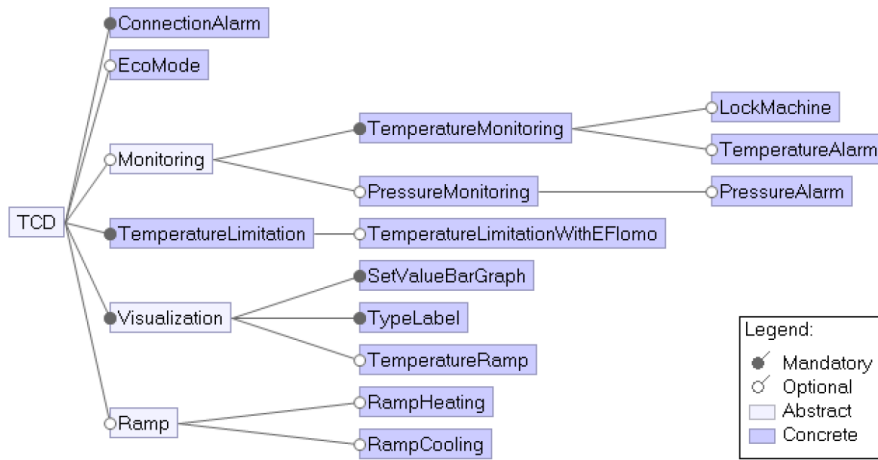 ConnectionAlarm
EcoMode
LockMachine
TemperatureMonitoring
TemperatureAlarm
Monitoring
PressureMonitoring
PressureAlarm
TCD
TemperatureLimitation
TemperatureLimitationWithEFlomo
SetValueBarGraph
Visualization
TypeLabel
TemperatureRamp
RampHeating
Ramp
RampCooling
Legend:
Mandatory
Optional
Abstract
Concrete